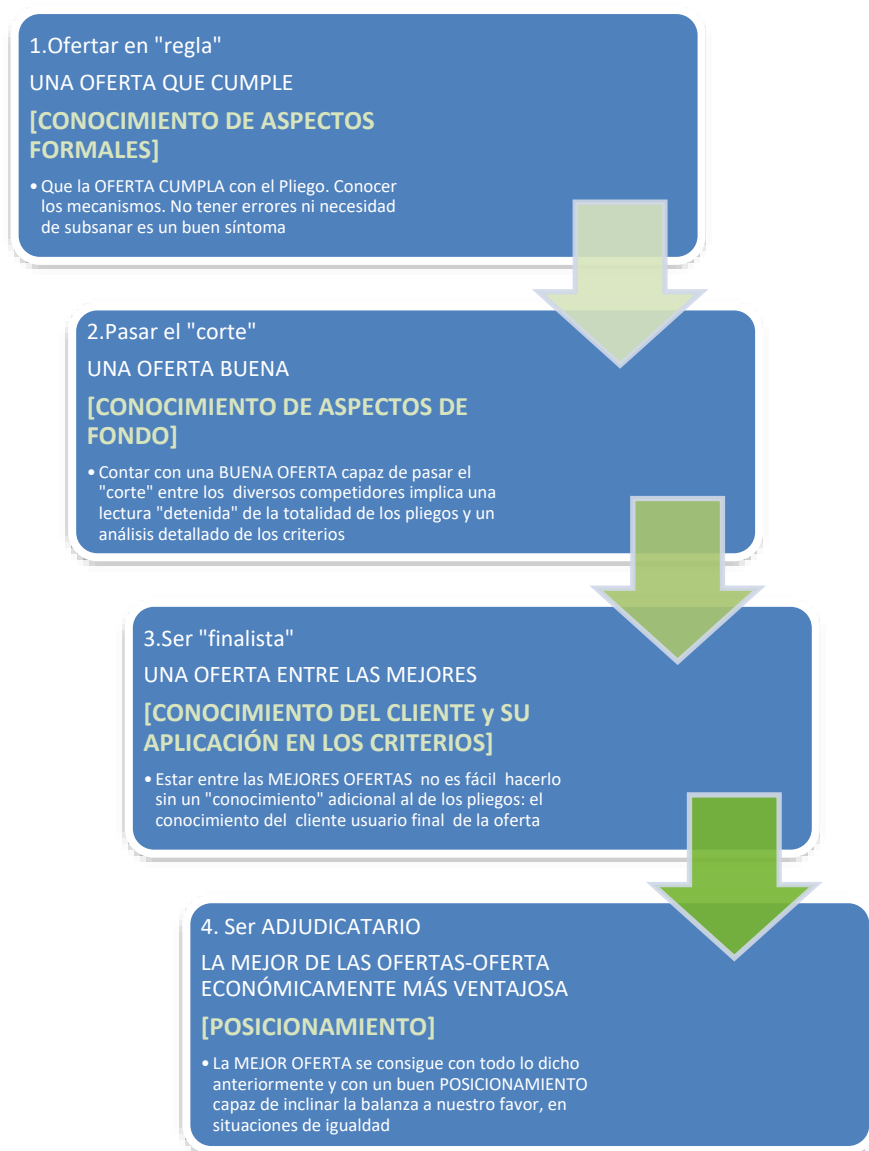 1.Ofertar en "regla"
UNA OFERTA QUE CUMPLE
[CONOCIMIENTO DE ASPECTOS
FORMALES]
• Que la OFERTA CUMPLA con el Pliego. Conocer
los mecanismos. No tener errores ni necesidad
de subsanar es un buen síntoma
2.Pasar el "corte"
UNA OFERTA BUENA
[CONOCIMIENTO DE ASPECTOS DE
FONDO]
• Contar con una BUENA OFERTA capaz de pasar el
"corte" entre los diversos competidores implica una
lectura "detenida" de la totalidad de los pliegos y un
análisis detallado de los criterios
3.Ser "finalista"
UNA OFERTA ENTRE LAS MEJORES
[CONOCIMIENTO DEL CLIENTE y SU
APLICACIÓN EN LOS CRITERIOS]
• Estar entre las MEJORES OFERTAS no es fácil hacerlo
sin un "conocimiento" adicional al de los pliegos: el
conocimiento del cliente usuario final de la oferta
4. Ser ADJUDICATARIO
LA MEJOR DE LAS OFERTAS-OFERTA
ECONÓMICAMENTE MÁS VENTAJOSA
[POSICIONAMIENTO]
• La MEJOR OFERTA se consigue con todo lo dicho
anteriormente y con un buen POSICIONAMIENTO
capaz de inclinar la balanza a nuestro favor, en
situaciones de igualdad